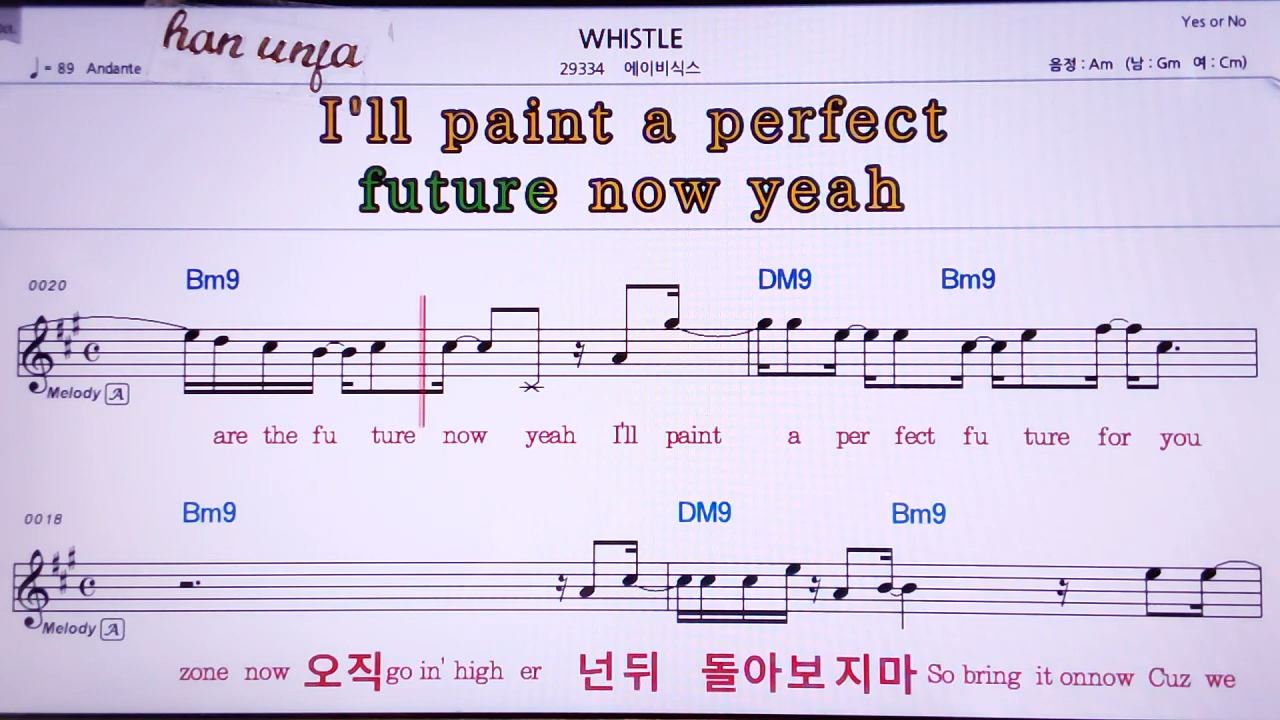 han unja
WHISTLE
Yes or No
♩= 89 Andante
29334 에이비식스
음정 : Am (남 : Gm 여 : Cm)
I'll paint a perfect
future now yeah
0020
Bm9 DM9 Bm9
Melody A
are the fu ture now yeah I'll paint a per fect fu ture for you
0018
Bm9 DM9 Bm9
Melody A
zone now 오직 go in' high er 넌 뒤 돌아보지마 So bring it onnow Cuz we